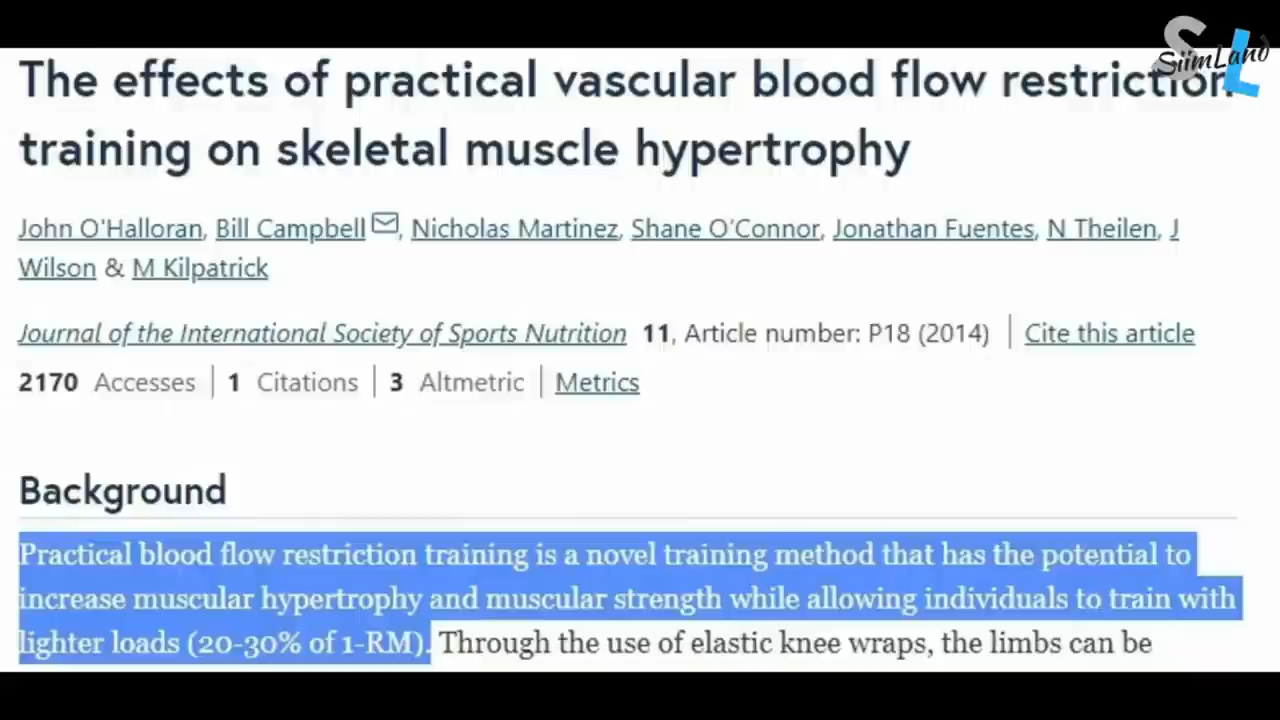 The effects of practical vascular blood flow restriction
training on skeletal muscle hypertrophy
SL
SiimLand
John O'Halloran, Bill Campbell, Nicholas Martinez, Shane O'Connor, Jonathan Fuentes, N Theilen, J
Wilson & M Kilpatrick
Journal of the International Society of Sports Nutrition 11, Article number: P18 (2014) | Cite this article
2170 Accesses | 1 Citations | 3 Altmetric | Metrics
Background
Practical blood flow restriction training is a novel training method that has the potential to
increase muscular hypertrophy and muscular strength while allowing individuals to train with
lighter loads (20-30% of 1-RM). Through the use of elastic knee wraps, the limbs can be